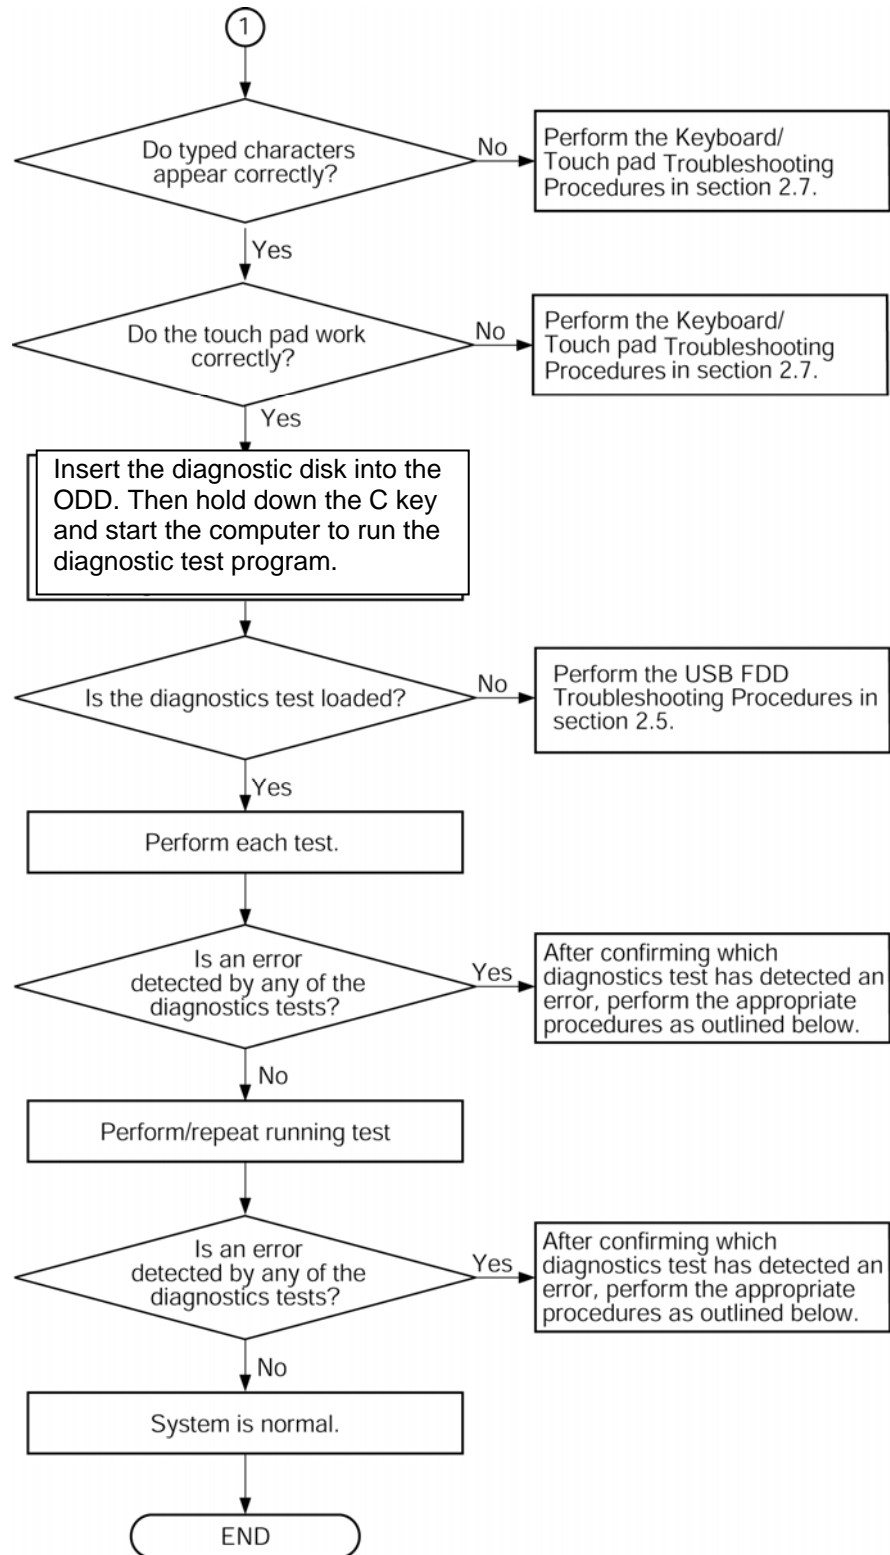 1
Do typed characters
appear correctly?
No
Perform the Keyboard/
Touch pad Troubleshooting
Procedures in section 2.7.
Yes
Do the touch pad work
correctly?
No
Perform the Keyboard/
Touch pad Troubleshooting
Procedures in section 2.7.
Yes
Insert the diagnostic disk into the
ODD. Then hold down the C key
and start the computer to run the
diagnostic test program.
Is the diagnostics test loaded?
No
Perform the USB FDD
Troubleshooting Procedures in
section 2.5.
Yes
Perform each test.
Is an error
detected by any of the
diagnostics tests?
Yes
After confirming which
diagnostics test has detected an
error, perform the appropriate
procedures as outlined below.
No
Perform/repeat running test
Is an error
detected by any of the
diagnostics tests?
Yes
After confirming which
diagnostics test has detected an
error, perform the appropriate
procedures as outlined below.
No
System is normal.
END